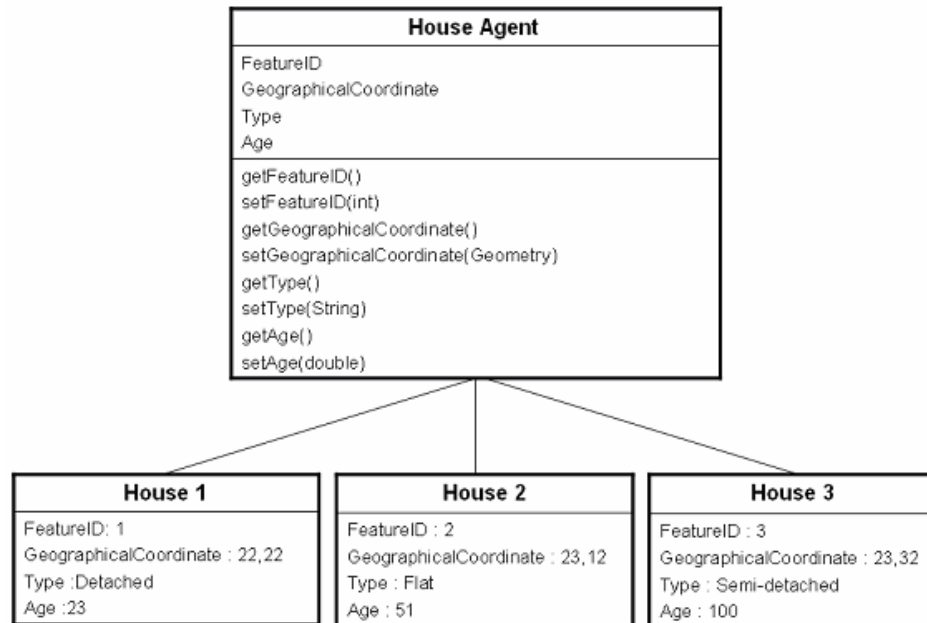 House Agent
FeatureID
GeographicalCoordinate
Type
Age
getFeatureID()
setFeatureID(int)
getGeographicalCoordinate()
setGeographicalCoordinate(Geometry)
getType()
setType(String)
getAge()
setAge(double)
House 1
FeatureID: 1
GeographicalCoordinate : 22,22
Type :Detached
Age :23
House 2
FeatureID : 2
GeographicalCoordinate : 23,12
Type : Flat
Age : 51
House 3
FeatureID : 3
GeographicalCoordinate : 23,32
Type : Semi-detached
Age : 100